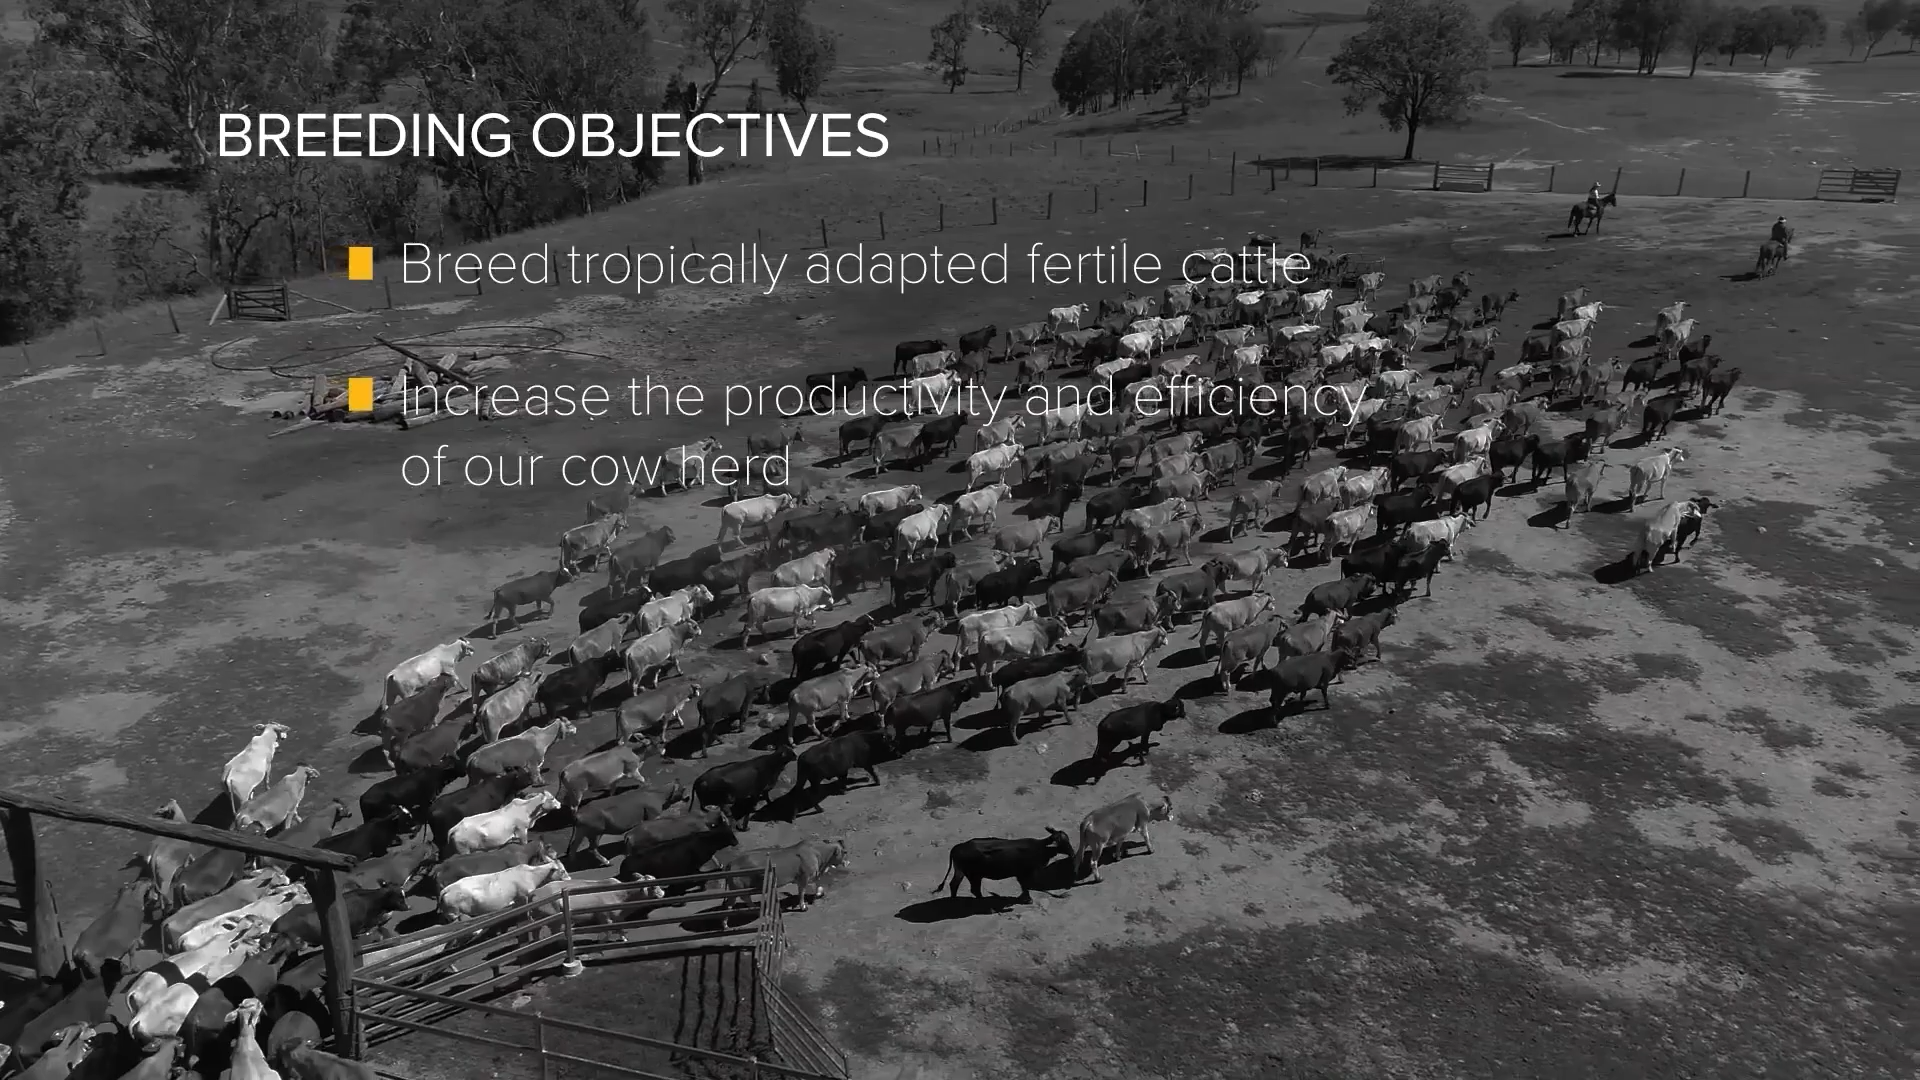 BREEDING OBJECTIVES
Breed tropically adapted fertile cattle
Increase the productivity and efficiency
of our cow herd